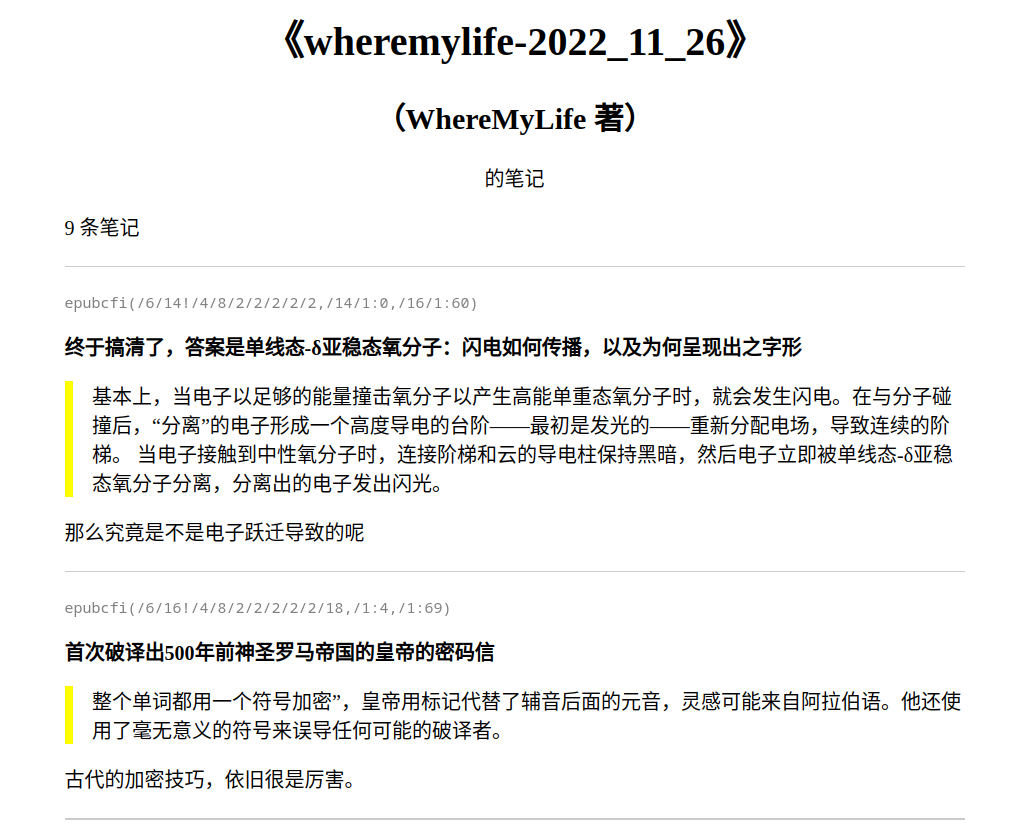 《wheremylife-2022_11_26》
（WhereMyLife 著）
的笔记
9 条笔记
epubcfi(/6/14!/4/8/2/2/2/2/2,/14/1:0,/16/1:60)
终于搞清了，答案是单线态-δ亚稳态氧分子：闪电如何传播，以及为何呈现出之字形
基本上，当电子以足够的能量撞击氧分子以产生高能单重态氧分子时，就会发生闪电。在与分子碰
撞后，“分离”的电子形成一个高度导电的台阶——最初是发光的——重新分配电场，导致连续的阶
梯。 当电子接触到中性氧分子时，连接阶梯和云的导电柱保持黑暗，然后电子立即被单线态-δ亚稳
态氧分子分离，分离出的电子发出闪光。
那么究竟是不是电子跃迁导致的呢
epubcfi(/6/16!/4/8/2/2/2/2/2/18,/1:4,/1:69)
首次破译出500年前神圣罗马帝国的皇帝的密码信
整个单词都用一个符号加密”，皇帝用标记代替了辅音后面的元音，灵感可能来自阿拉伯语。他还使
用了毫无意义的符号来误导任何可能的破译者。
古代的加密技巧，依旧很是厉害。